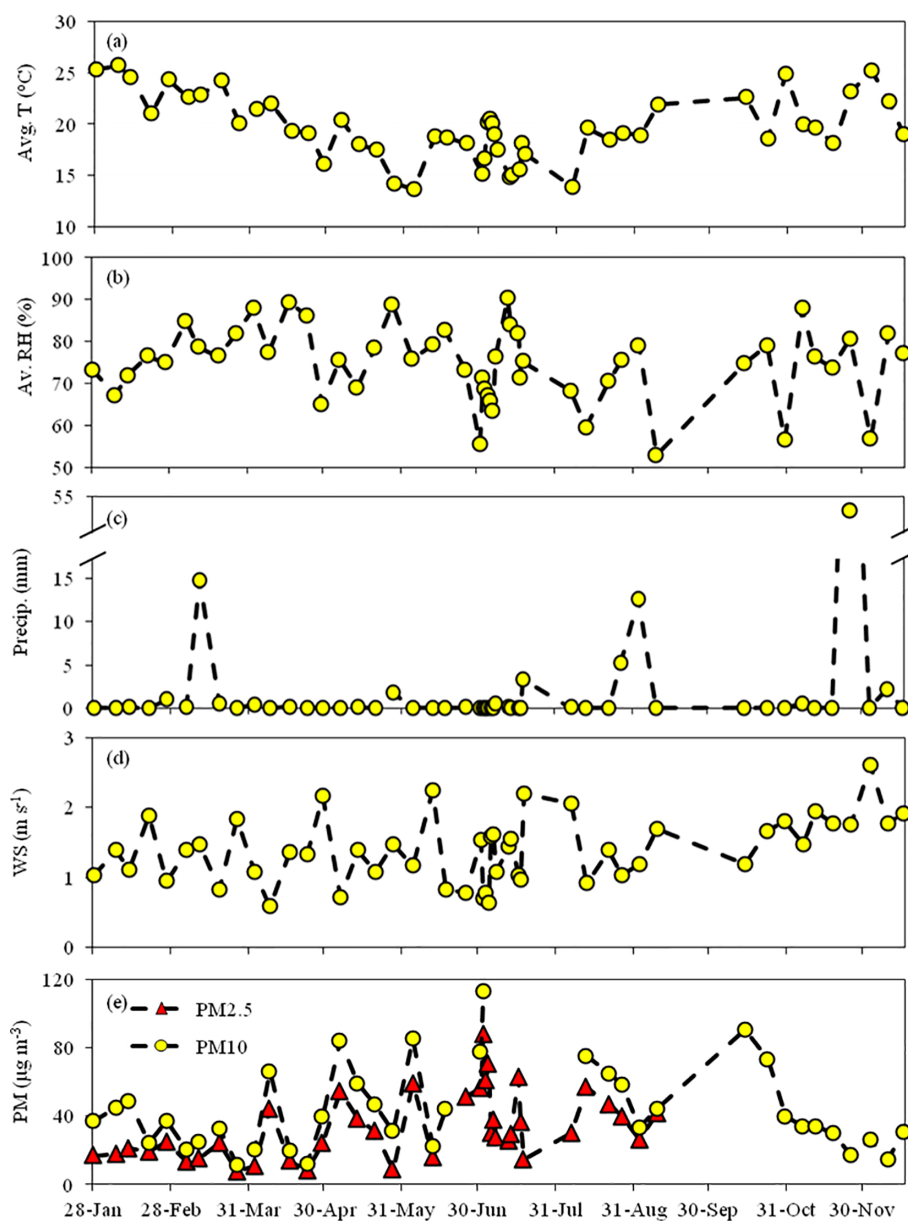 30
(a)
25
Avg. T (°C)
20
15
10
100
(b)
90
Av. RH (%)
80
70
60
50
55
(c)
Precip. (mm)
15
10
5
0
3
(d)
2
WS (m s-1)
1
0
120
(e)
PM2.5
80
PM10
PM (µg m-3)
40
0
28-Jan 28-Feb 31-Mar 30-Apr 31-May 30-Jun 31-Jul 31-Aug 30-Sep 31-Oct 30-Nov